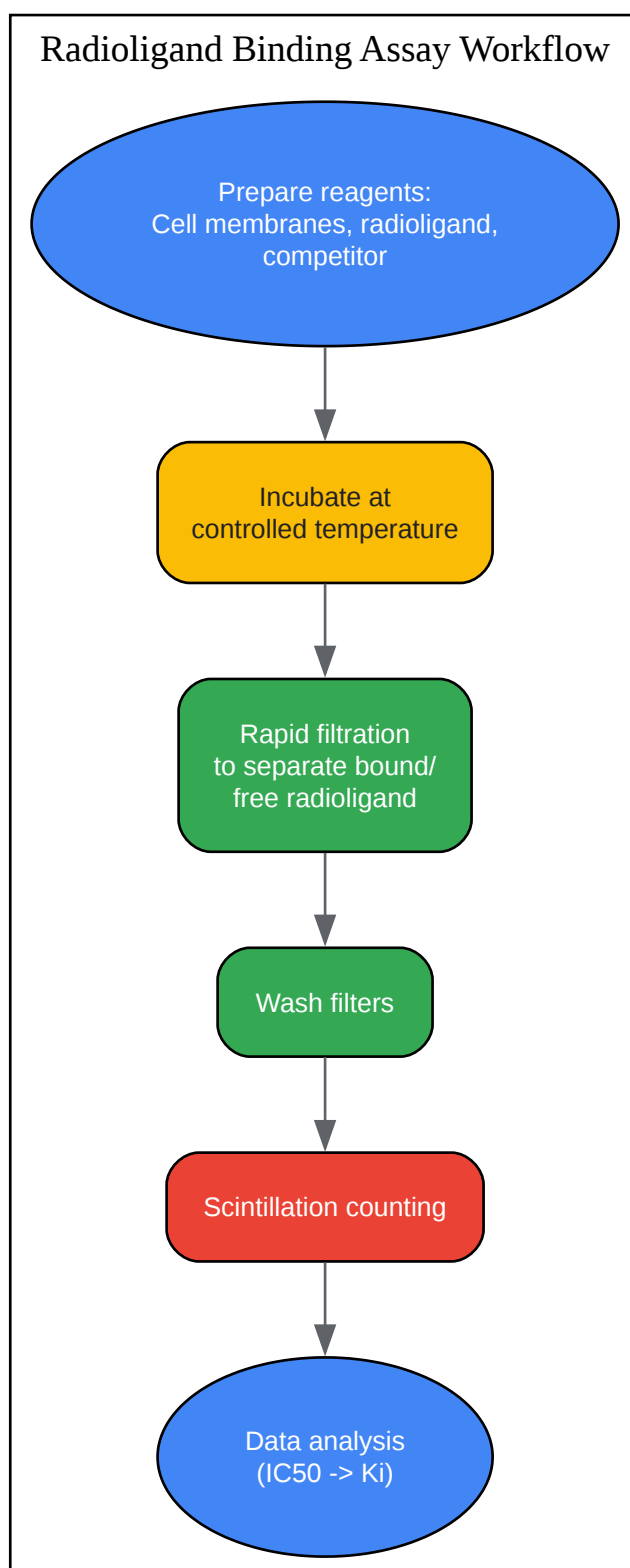 Radioligand Binding Assay Workflow
Prepare reagents:
Cell membranes, radioligand,
competitor
Incubate at
controlled temperature
Rapid filtration
to separate bound/
free radioligand
Wash filters
Scintillation counting
Data analysis
(IC50 -> Ki)